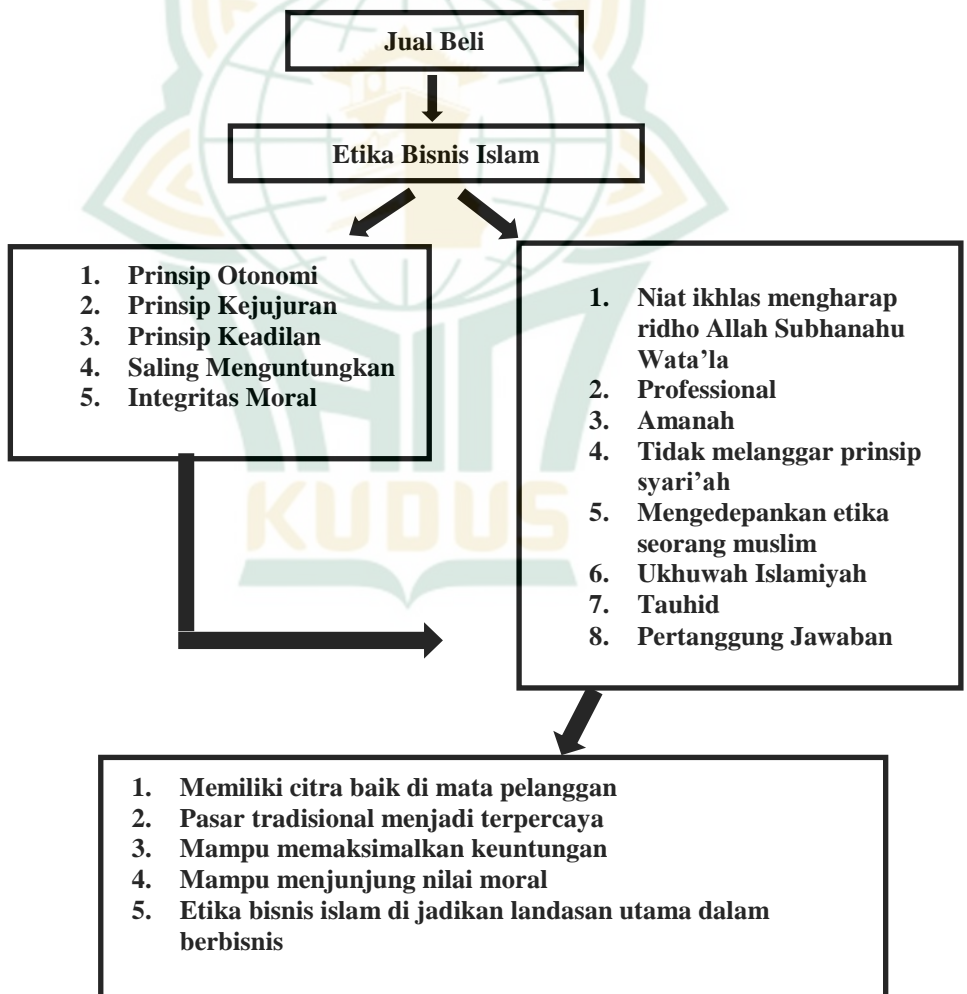 Jual Beli
Etika Bisnis Islam
1. Prinsip Otonomi
2. Prinsip Kejujuran
3. Prinsip Keadilan
4. Saling Menguntungkan
5. Integritas Moral
1. Niat ikhlas mengharap
ridho Allah Subhanahu
Wata’la
2. Professional
3. Amanah
4. Tidak melanggar prinsip
syari’ah
5. Mengedepankan etika
seorang muslim
6. Ukhuwah Islamiyah
7. Tauhid
8. Pertanggung Jawaban
KUDUS
1. Memiliki citra baik di mata pelanggan
2. Pasar tradisional menjadi terpercaya
3. Mampu memaksimalkan keuntungan
4. Mampu menjunjung nilai moral
5. Etika bisnis islam di jadikan landasan utama dalam
berbisnis